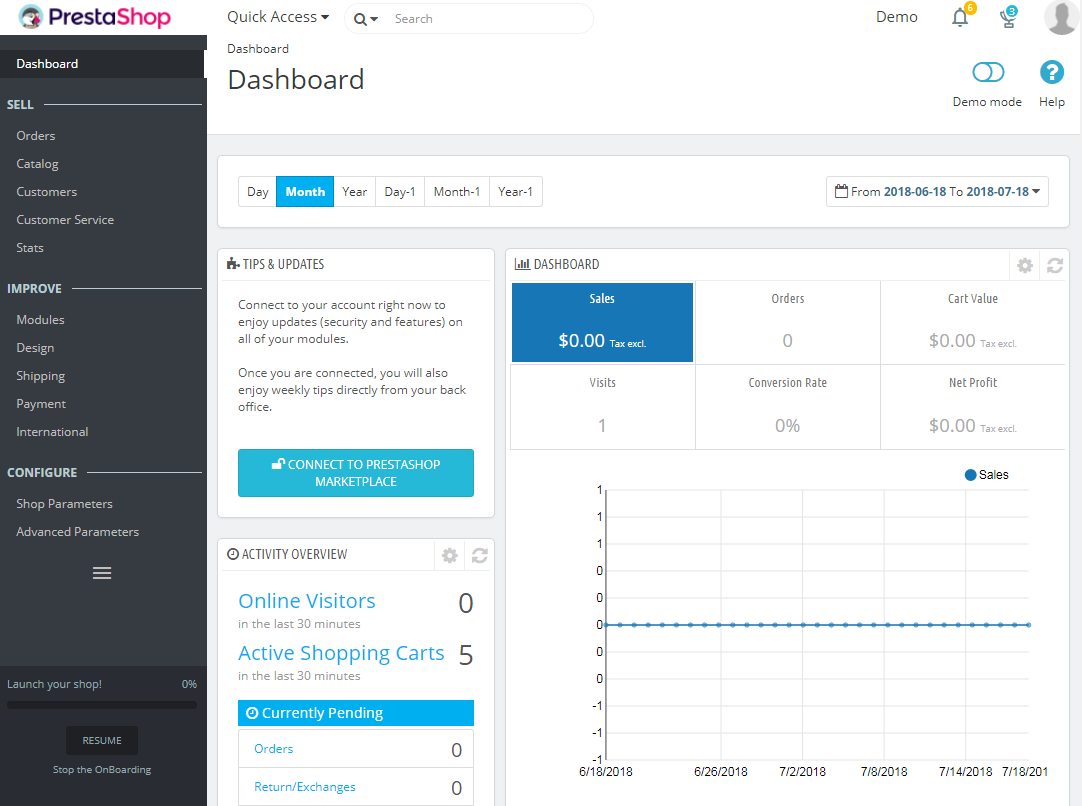 PrestaShop
Quick Access
Search
Demo
6
3
Dashboard
Dashboard
Demo mode
Help
Dashboard
SELL
Orders
Catalog
Customers
Customer Service
Stats
IMPROVE
Modules
Design
Shipping
Payment
International
CONFIGURE
Shop Parameters
Advanced Parameters
Launch your shop! 0%
RESUME
Stop the OnBoarding
Day Month Year Day-1 Month-1 Year-1
From 2018-06-18 To 2018-07-18
TIPS & UPDATES
Connect to your account right now to
enjoy updates (security and features) on
all of your modules.
Once you are connected, you will also
enjoy weekly tips directly from your back
office.
CONNECT TO PRESTASHOP
MARKETPLACE
ACTIVITY OVERVIEW
Online Visitors 0
in the last 30 minutes
Active Shopping Carts 5
in the last 30 minutes
Currently Pending
Orders 0
Return/Exchanges 0
DASHBOARD
Sales Orders Cart Value
$0.00 Tax excl. 0 $0.00 Tax excl.
Visits Conversion Rate Net Profit
1 0% $0.00 Tax excl.
Sales
1
1
1
0
0
0
0
0
-1
-1
-1
6/18/2018 6/26/2018 7/2/2018 7/8/2018 7/14/2018 7/18/201